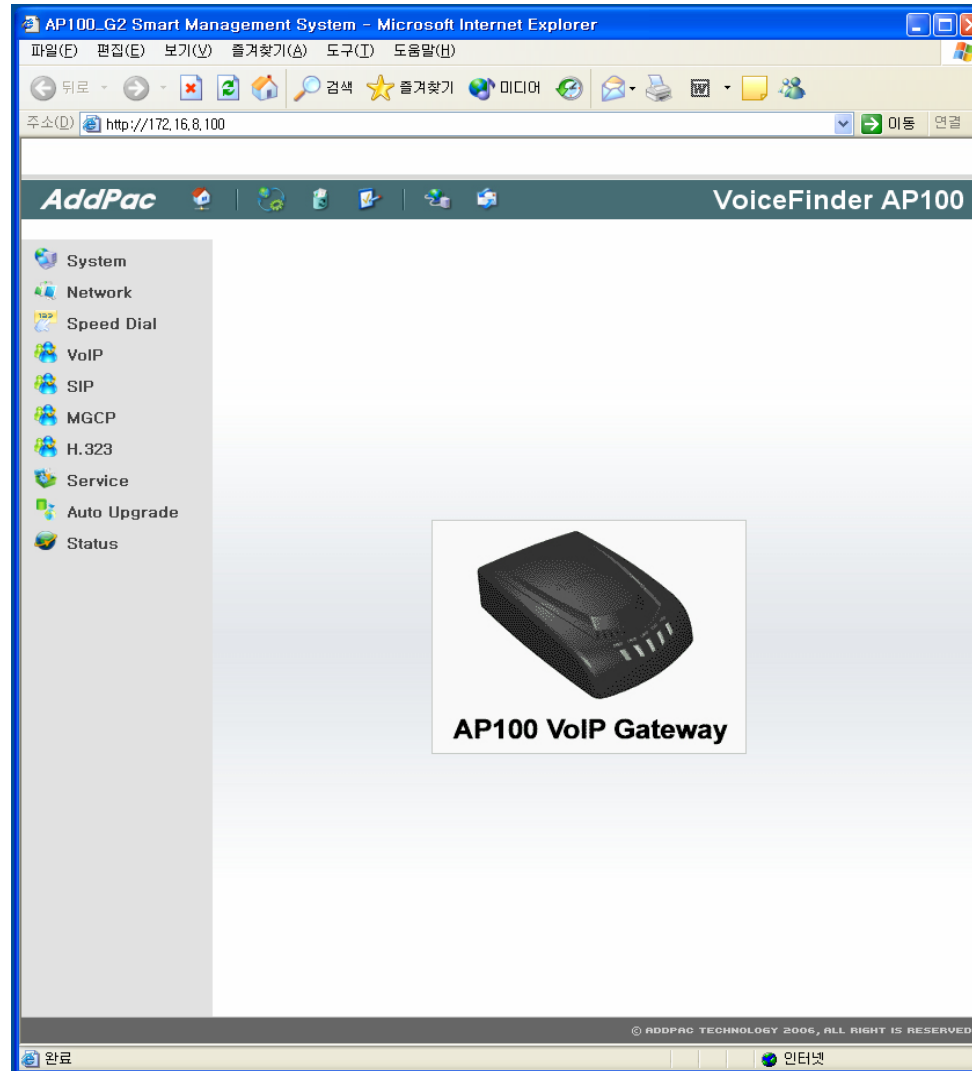 AP100_G2 Smart Management System - Microsoft Internet Explorer
파일(F) 편집(E) 보기(V) 즐겨찾기(A) 도구(T) 도움말(H)
뒤로 검색 즐겨찾기 미디어
주소(D) http://172.16.8.100 이동 연결
AddPac VoiceFinder AP100
System
Network
Speed Dial
VoIP
SIP
MGCP
H.323
Service
Auto Upgrade
Status
AP100 VoIP Gateway
© ADDPAC TECHNOLOGY 2006, ALL RIGHT IS RESERVED
완료 인터넷